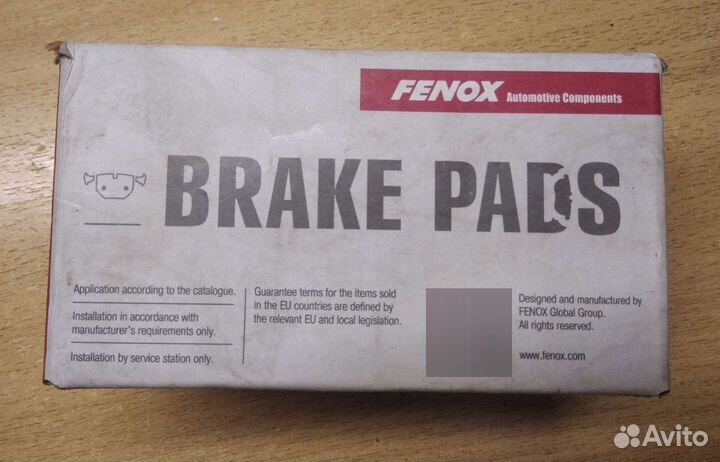 FENOX Automotive Components
BRAKE PADS
Application according to the catalogue.
Installation in accordance with
manufacturer's requirements only.
Installation by service station only.
Guarantee terms for the items sold
in the EU countries are defined by
the relevant EU and local legislation.
Designed and manufactured by
FENOX Global Group.
All rights reserved.
www.fenox.com
Avito